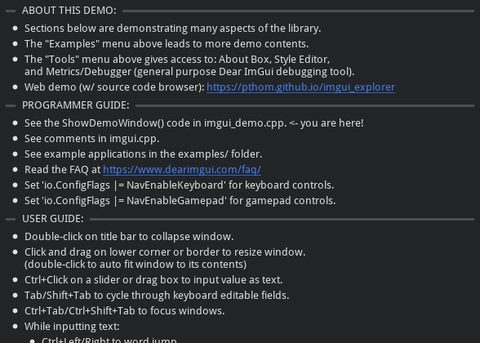 ABOUT THIS DEMO:
Sections below are demonstrating many aspects of the library.
The "Examples" menu above leads to more demo contents.
The "Tools" menu above gives access to: About Box, Style Editor,
and Metrics/Debugger (general purpose Dear ImGui debugging tool).
Web demo (w/ source code browser): https://pthom.github.io/imgui_explorer
PROGRAMMER GUIDE:
See the ShowDemoWindow() code in imgui_demo.cpp. <- you are here!
See comments in imgui.cpp.
See example applications in the examples/ folder.
Read the FAQ at https://www.dearimgui.com/faq/
Set 'io.ConfigFlags |= NavEnableKeyboard' for keyboard controls.
Set 'io.ConfigFlags |= NavEnableGamepad' for gamepad controls.
USER GUIDE:
Double-click on title bar to collapse window.
Click and drag on lower corner or border to resize window.
(double-click to auto fit window to its contents)
Ctrl+Click on a slider or drag box to input value as text.
Tab/Shift+Tab to cycle through keyboard editable fields.
Ctrl+Tab/Ctrl+Shift+Tab to focus windows.
While inputting text:
Ctrl+Left/Right to word jump.